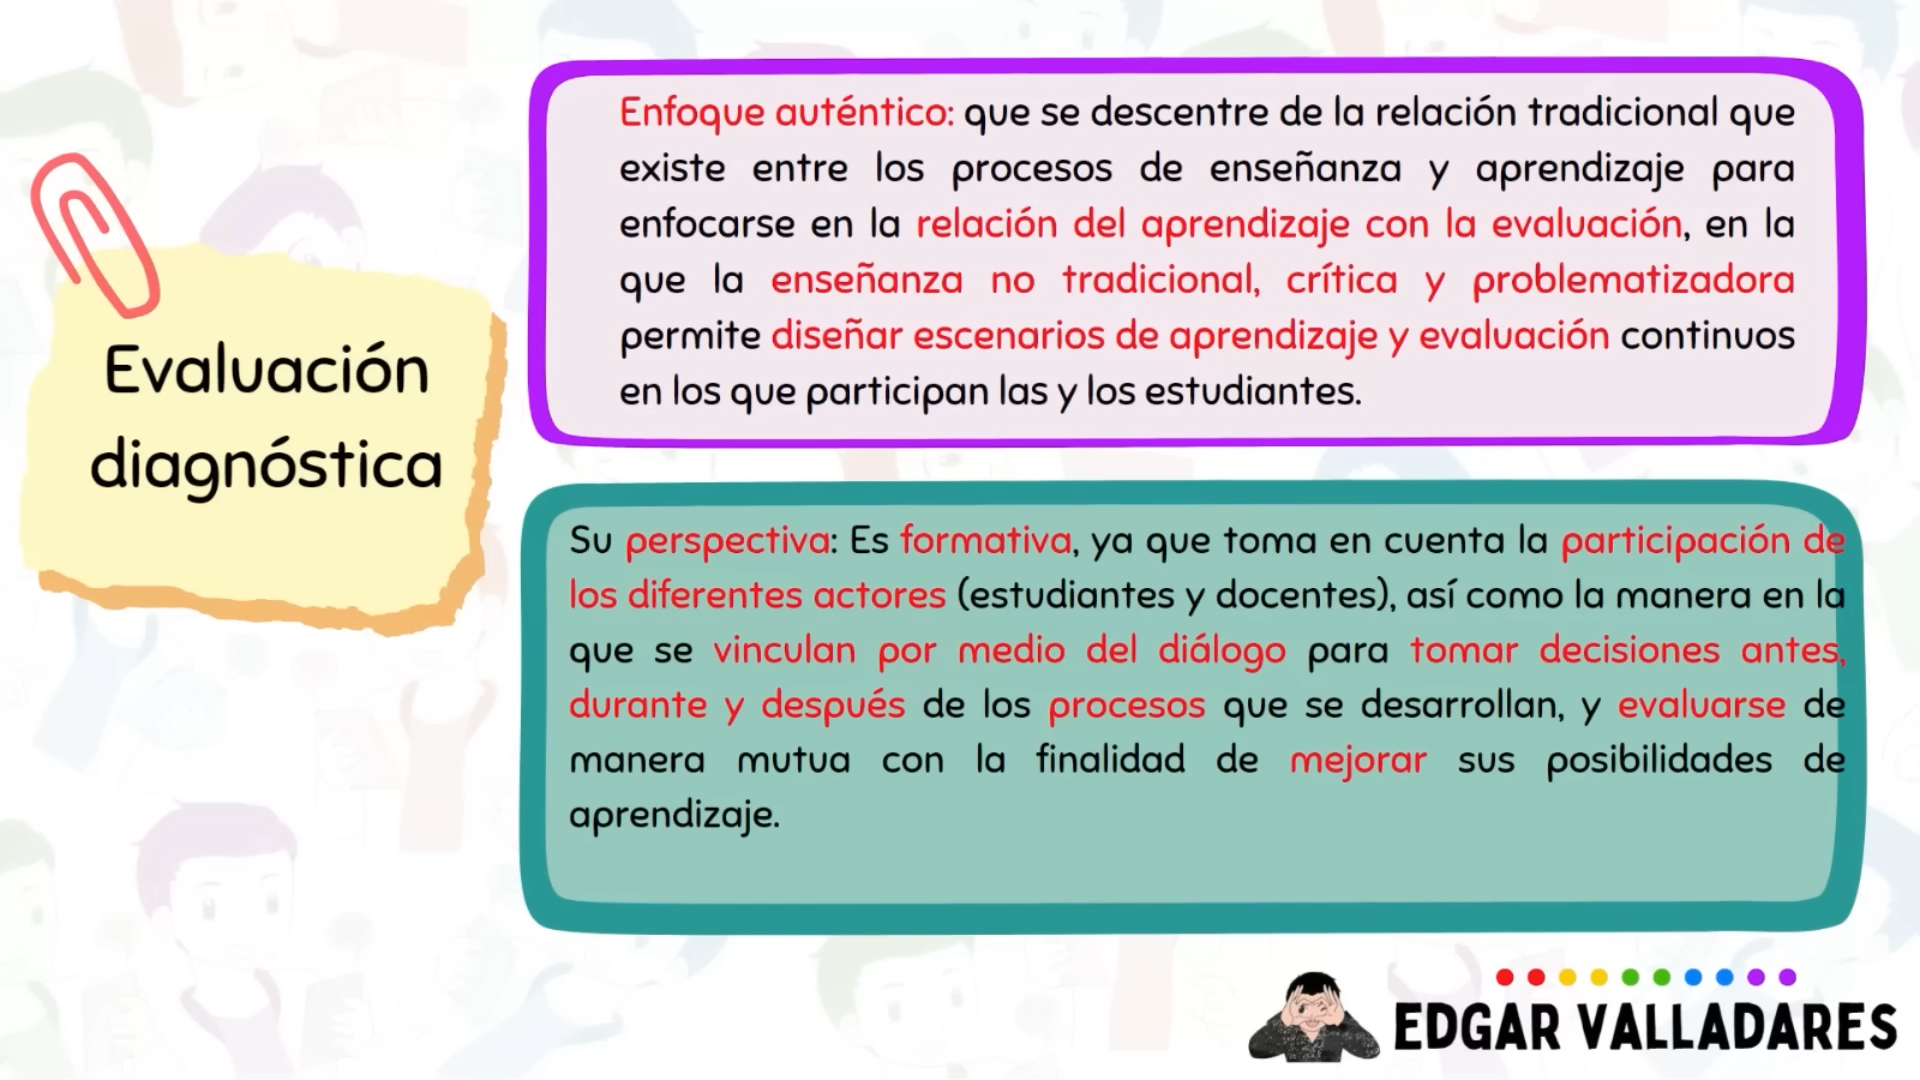 Evaluación
diagnóstica
Enfoque auténtico: que se descentre de la relación tradicional que
existe entre los procesos de enseñanza y aprendizaje para
enfocarse en la relación del aprendizaje con la evaluación, en la
que la enseñanza no tradicional, crítica y problematizadora
permite diseñar escenarios de aprendizaje y evaluación continuos
en los que participan las y los estudiantes.
Su perspectiva: Es formativa, ya que toma en cuenta la participación de
los diferentes actores (estudiantes y docentes), así como la manera en la
que se vinculan por medio del diálogo para tomar decisiones antes,
durante y después de los procesos que se desarrollan, y evaluarse de
manera mutua con la finalidad de mejorar sus posibilidades de
aprendizaje.
EDGAR VALLADARES